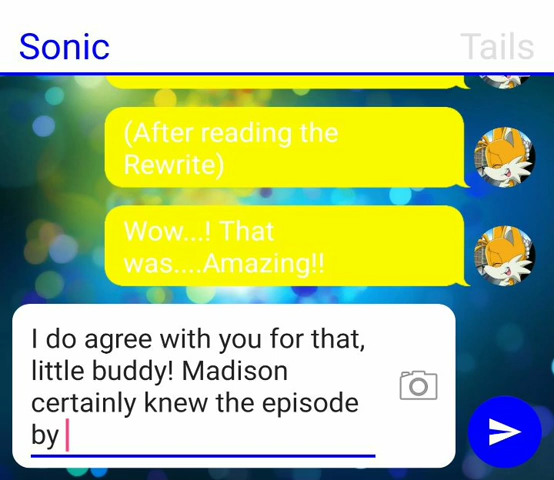 Sonic
Tails
(After reading the
Rewrite)
Wow...! That
was....Amazing!!
I do agree with you for that,
little buddy! Madison
certainly knew the episode
by